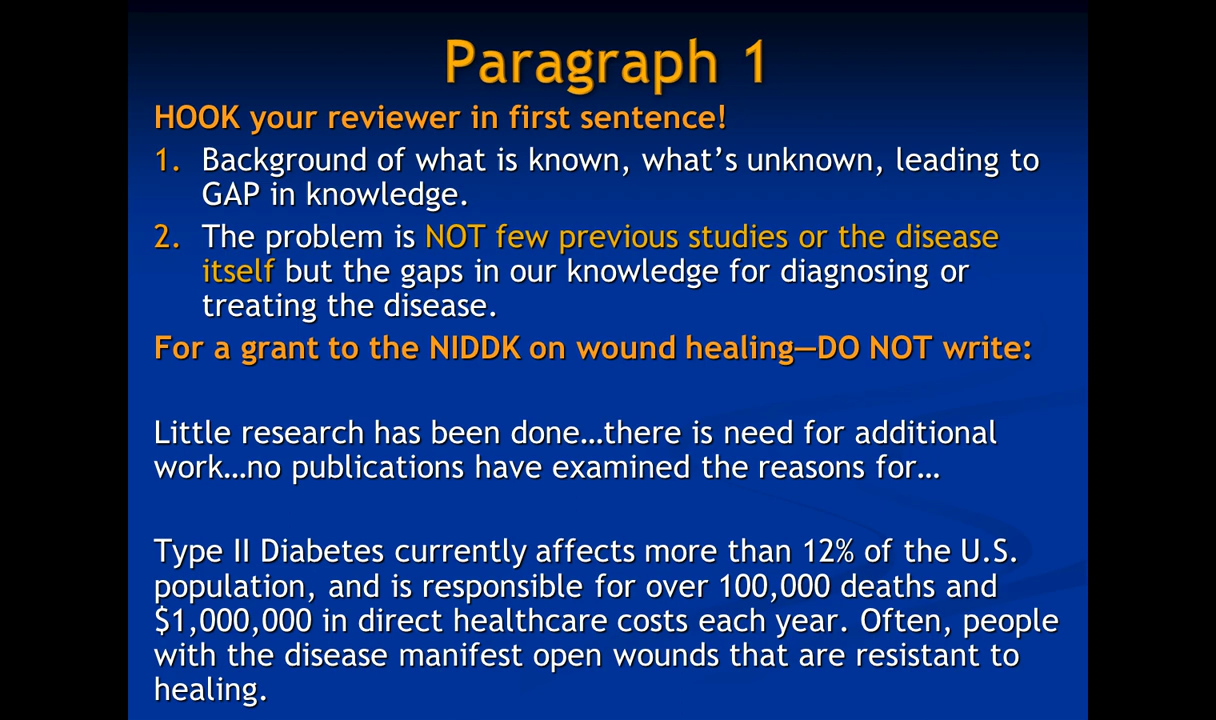 Paragraph 1
HOOK your reviewer in first sentence!
1. Background of what is known, what’s unknown, leading to
GAP in knowledge.
2. The problem is NOT few previous studies or the disease
itself but the gaps in our knowledge for diagnosing or
treating the disease.
For a grant to the NIDDK on wound healing—DO NOT write:
Little research has been done…there is need for additional
work…no publications have examined the reasons for…
Type II Diabetes currently affects more than 12% of the U.S.
population, and is responsible for over 100,000 deaths and
$1,000,000 in direct healthcare costs each year. Often, people
with the disease manifest open wounds that are resistant to
healing.